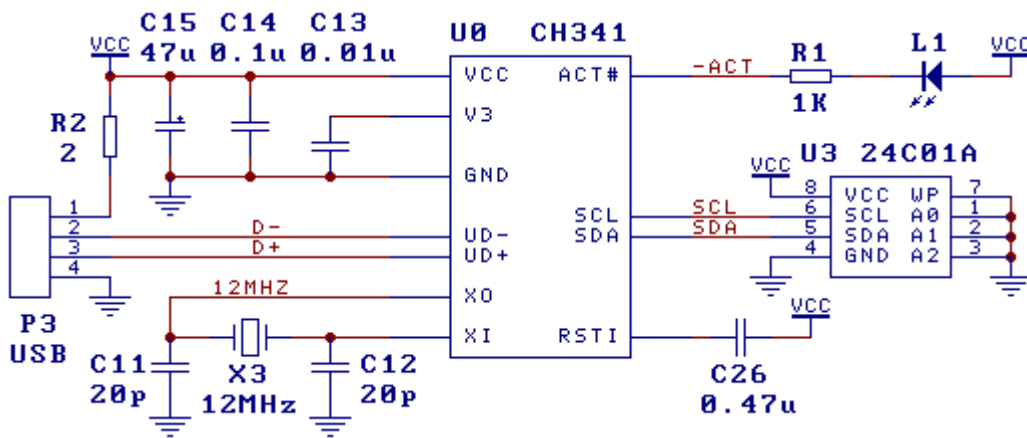 C15 C14 C13
47u 0.1u 0.01u
VCC
U0 CH341
VCC
V3
GND
UD-
UD+
XO
XI
ACT#
SCL
SDA
RSTI
-ACT
R1
1K
L1
VCC
R2
2
1
2
3
4
D-
D+
P3
USB
12MHZ
C11
20p
X3
12MHz
C12
20p
VCC
U3 24C01A
8 VCC WP 7
6 SCL A0 1
5 SDA A1 2
4 GND A2 3
SCL
SDA
VCC
C26
0.47u